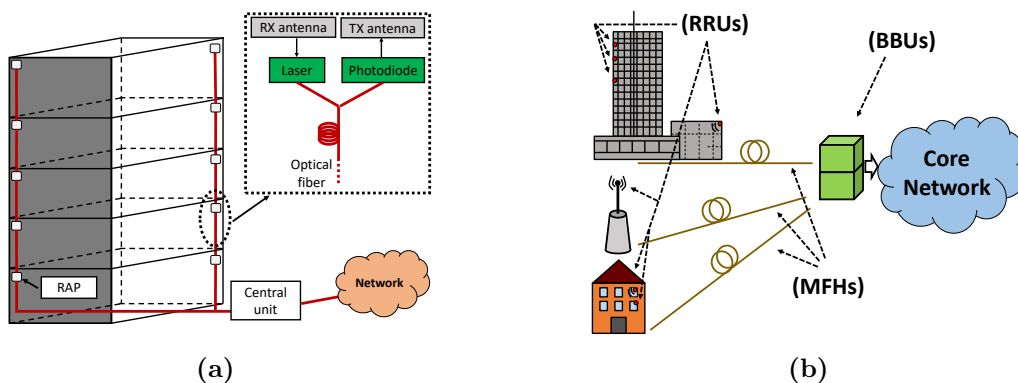 RX antenna
TX antenna
Laser
Photodiode
Optical
fiber
RAP
Central
unit
Network
(a)
(RRUs)
(BBUs)
Core
Network
(MFHs)
(b)